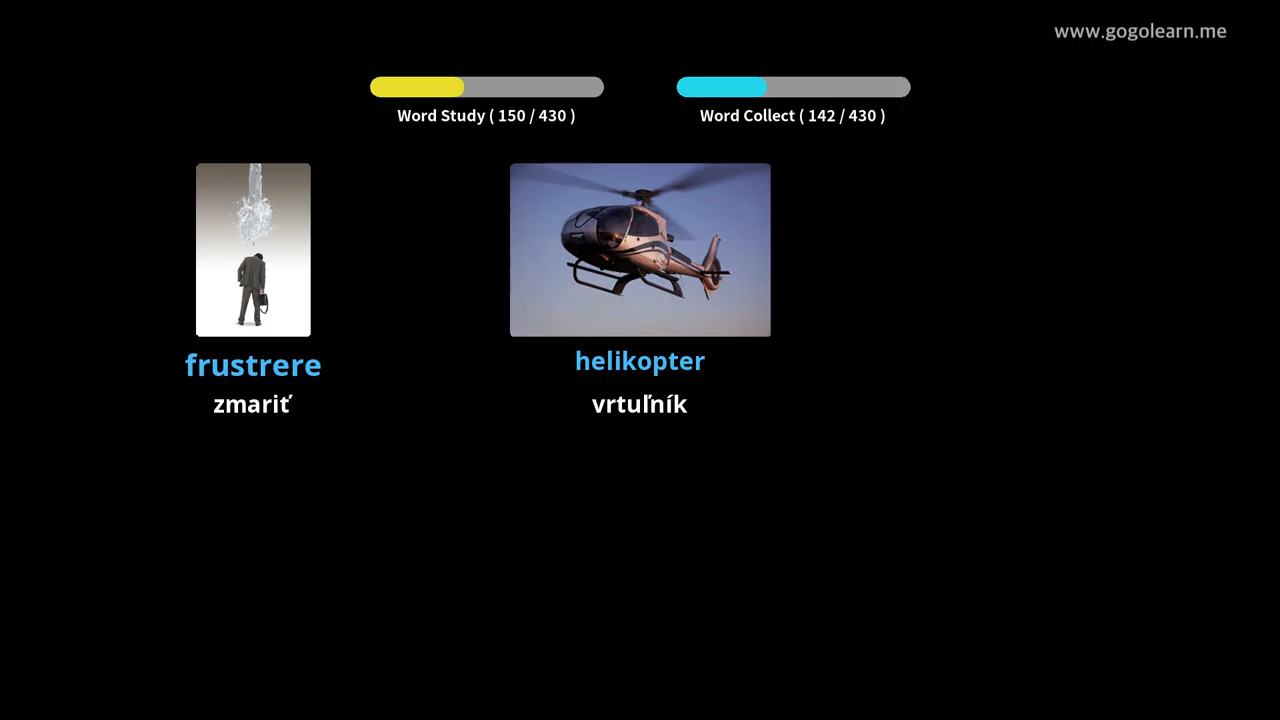 www.gogolearn.me
Word Study ( 150 / 430 )
Word Collect ( 142 / 430 )
frustrere
zmariť
helikopter
vrtuľník